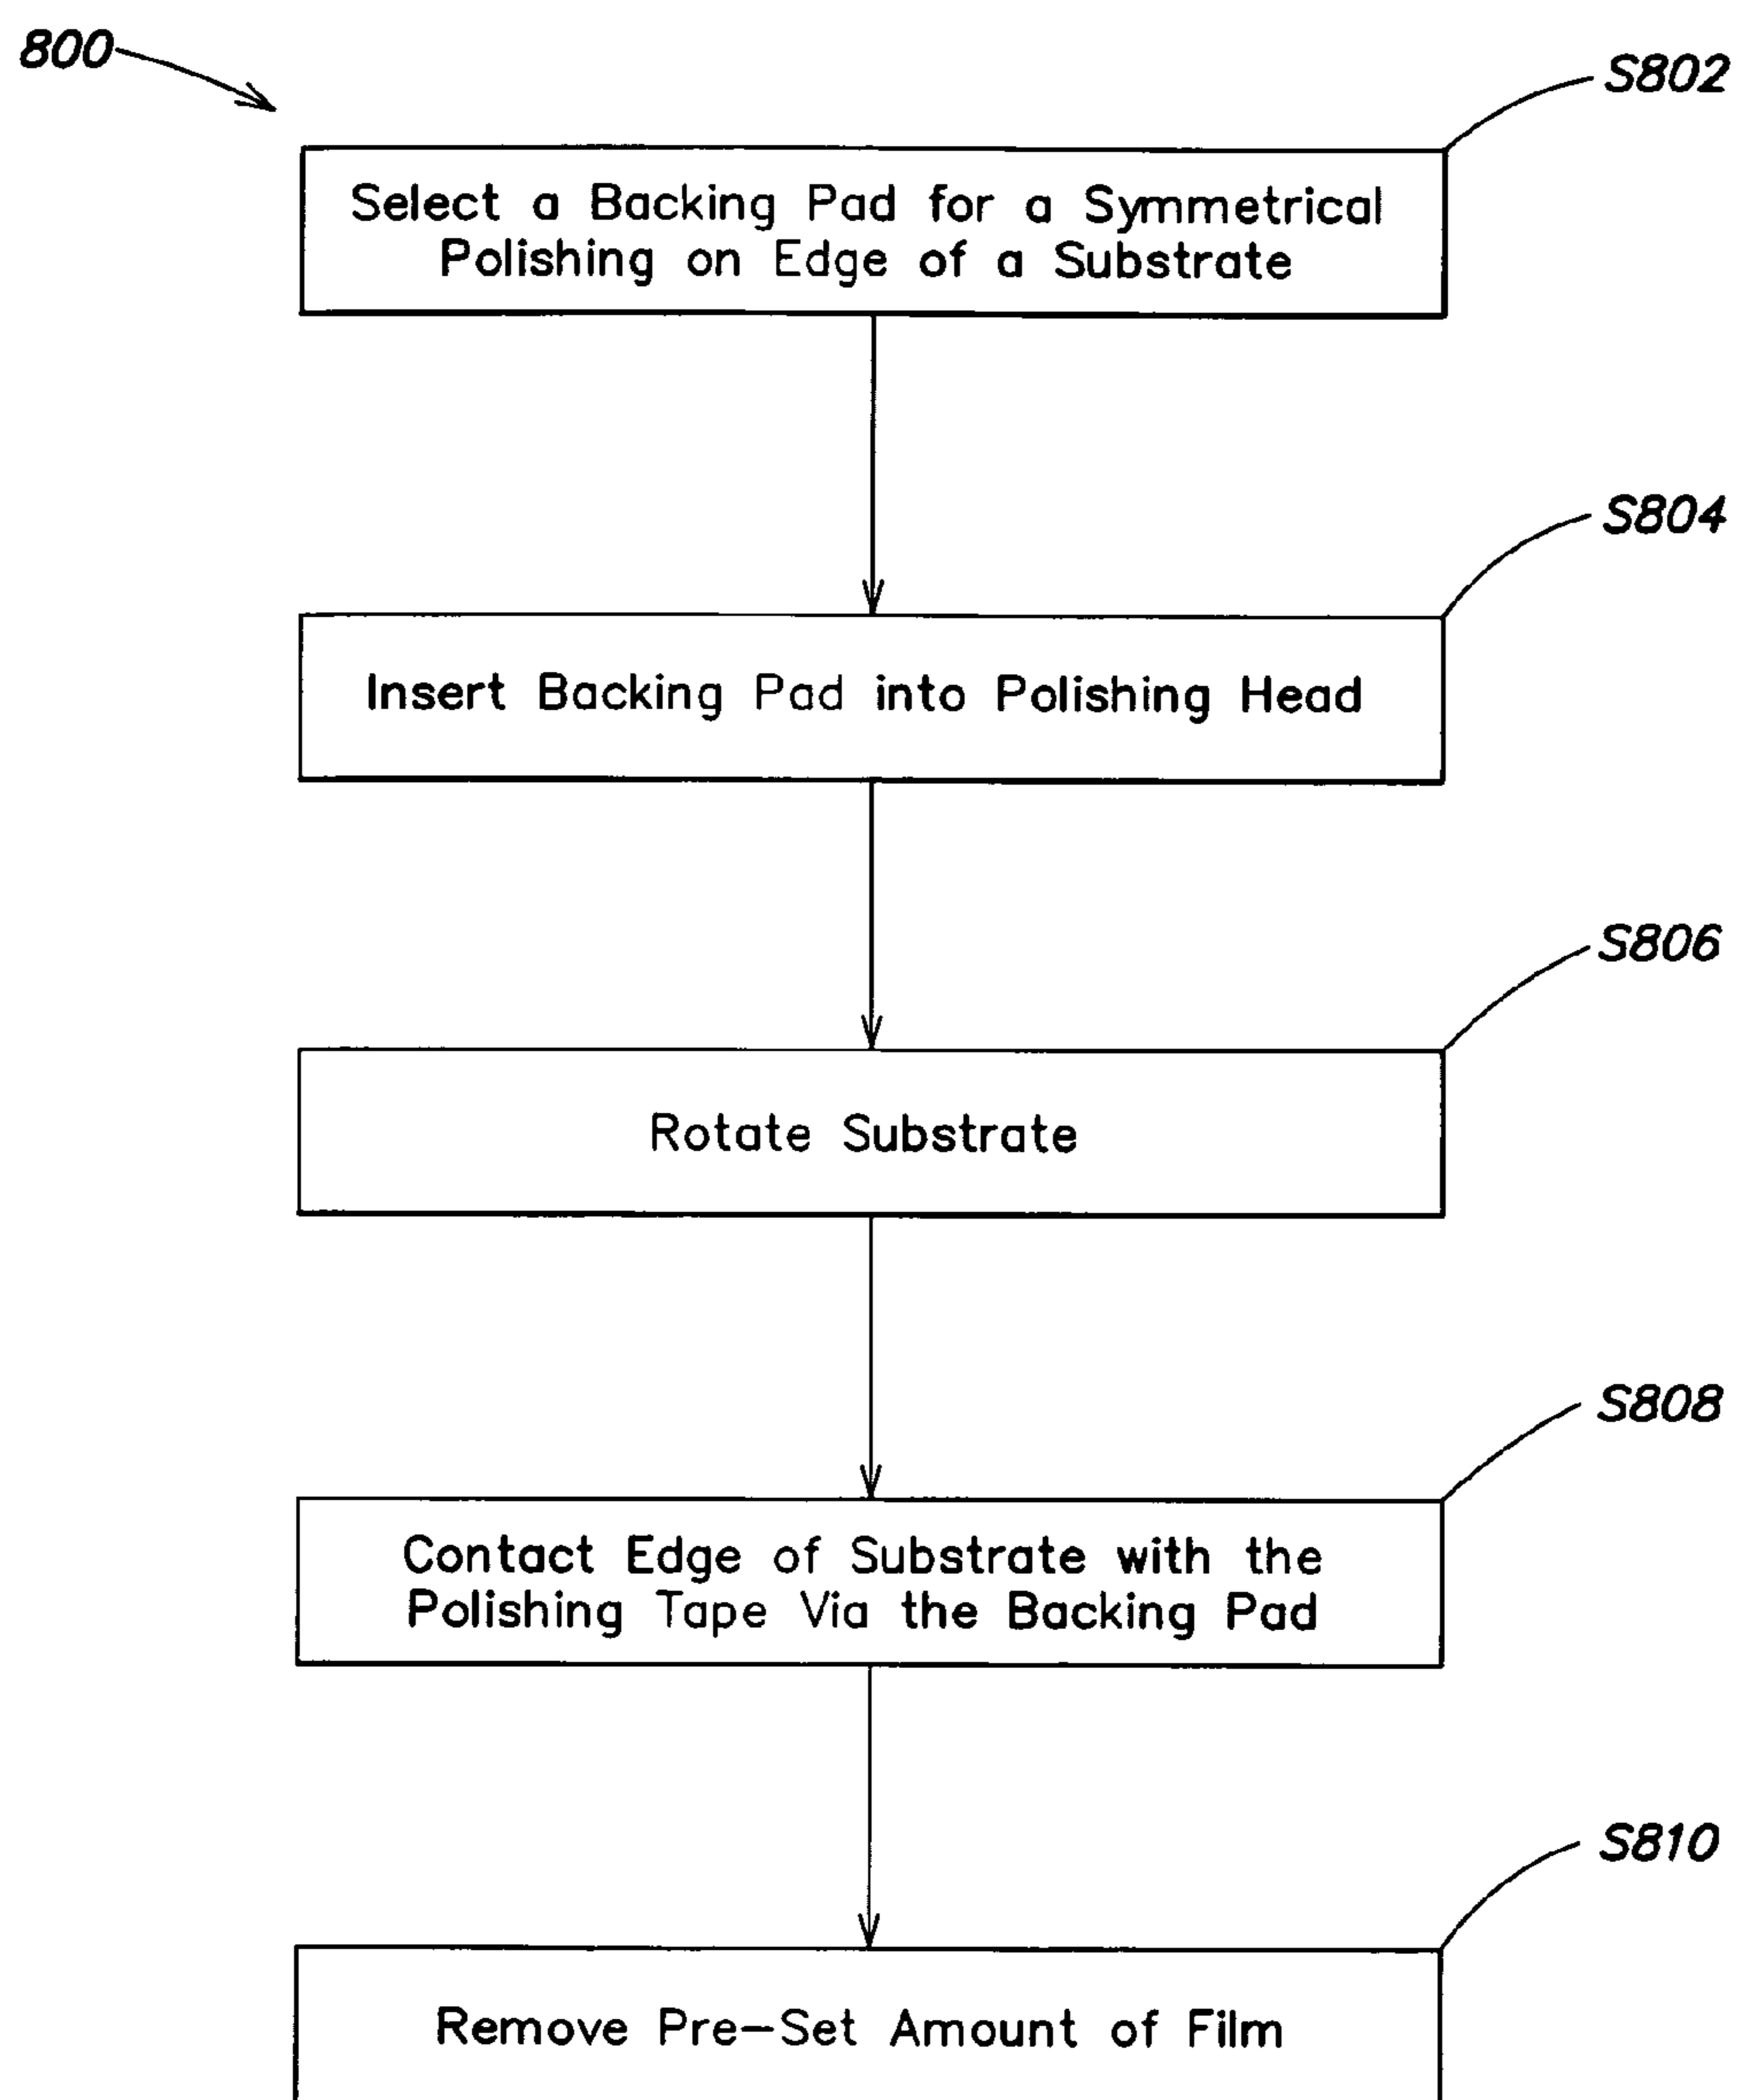 800
S802
Select a Backing Pad for a Symmetrical
Polishing on Edge of a Substrate
S804
Insert Backing Pad into Polishing Head
S806
Rotate Substrate
S808
Contact Edge of Substrate with the
Polishing Tape Via the Backing Pad
S810
Remove Pre-Set Amount of Film